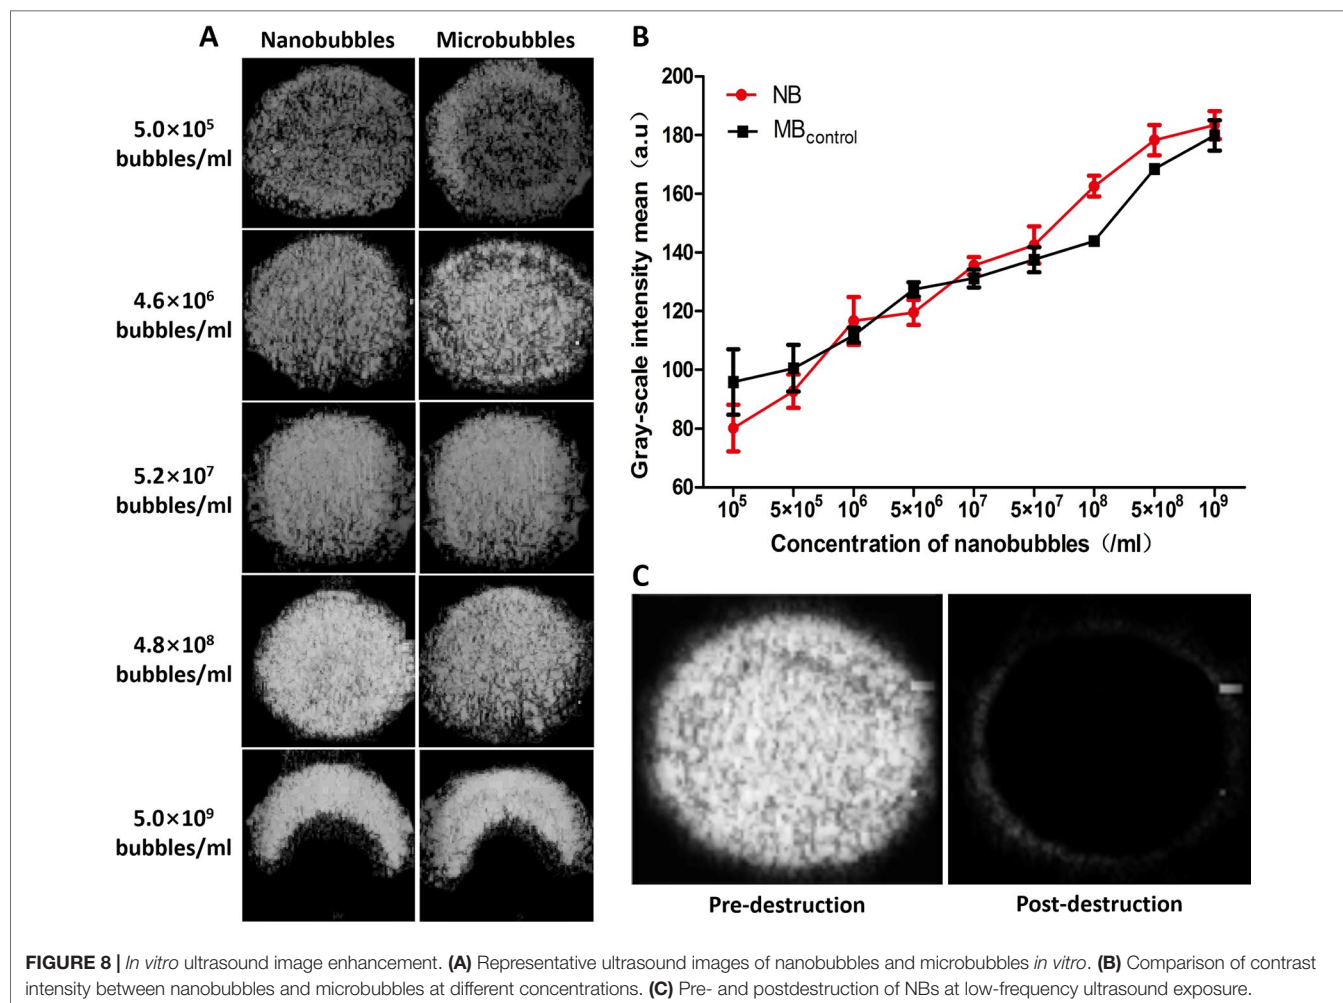 A
Nanobubbles Microbubbles
5.0×10⁵
bubbles/ml
4.6×10⁶
bubbles/ml
5.2×10⁷
bubbles/ml
4.8×10⁸
bubbles/ml
5.0×10⁹
bubbles/ml
B
Gray-scale intensity mean（a.u）
200
180
160
140
120
100
80
60
NB
MBcontrol
10⁵ 5×10⁵ 10⁶ 5×10⁶ 10⁷ 5×10⁷ 10⁸ 5×10⁸ 10⁹
Concentration of nanobubbles（/ml）
C
Pre-destruction Post-destruction
FIGURE 8 | In vitro ultrasound image enhancement. (A) Representative ultrasound images of nanobubbles and microbubbles in vitro. (B) Comparison of contrast
intensity between nanobubbles and microbubbles at different concentrations. (C) Pre- and postdestruction of NBs at low-frequency ultrasound exposure.